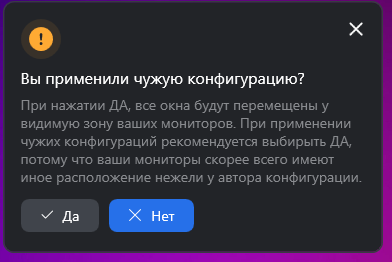 Вы применили чужую конфигурацию?
При нажатии ДА, все окна будут перемещены у
видимую зону ваших мониторов. При применении
чужих конфигураций рекомендуется выбирыть ДА,
потому что ваши мониторы скорее всего имеют
иное расположение нежели у автора конфигурации.
Да
Нет